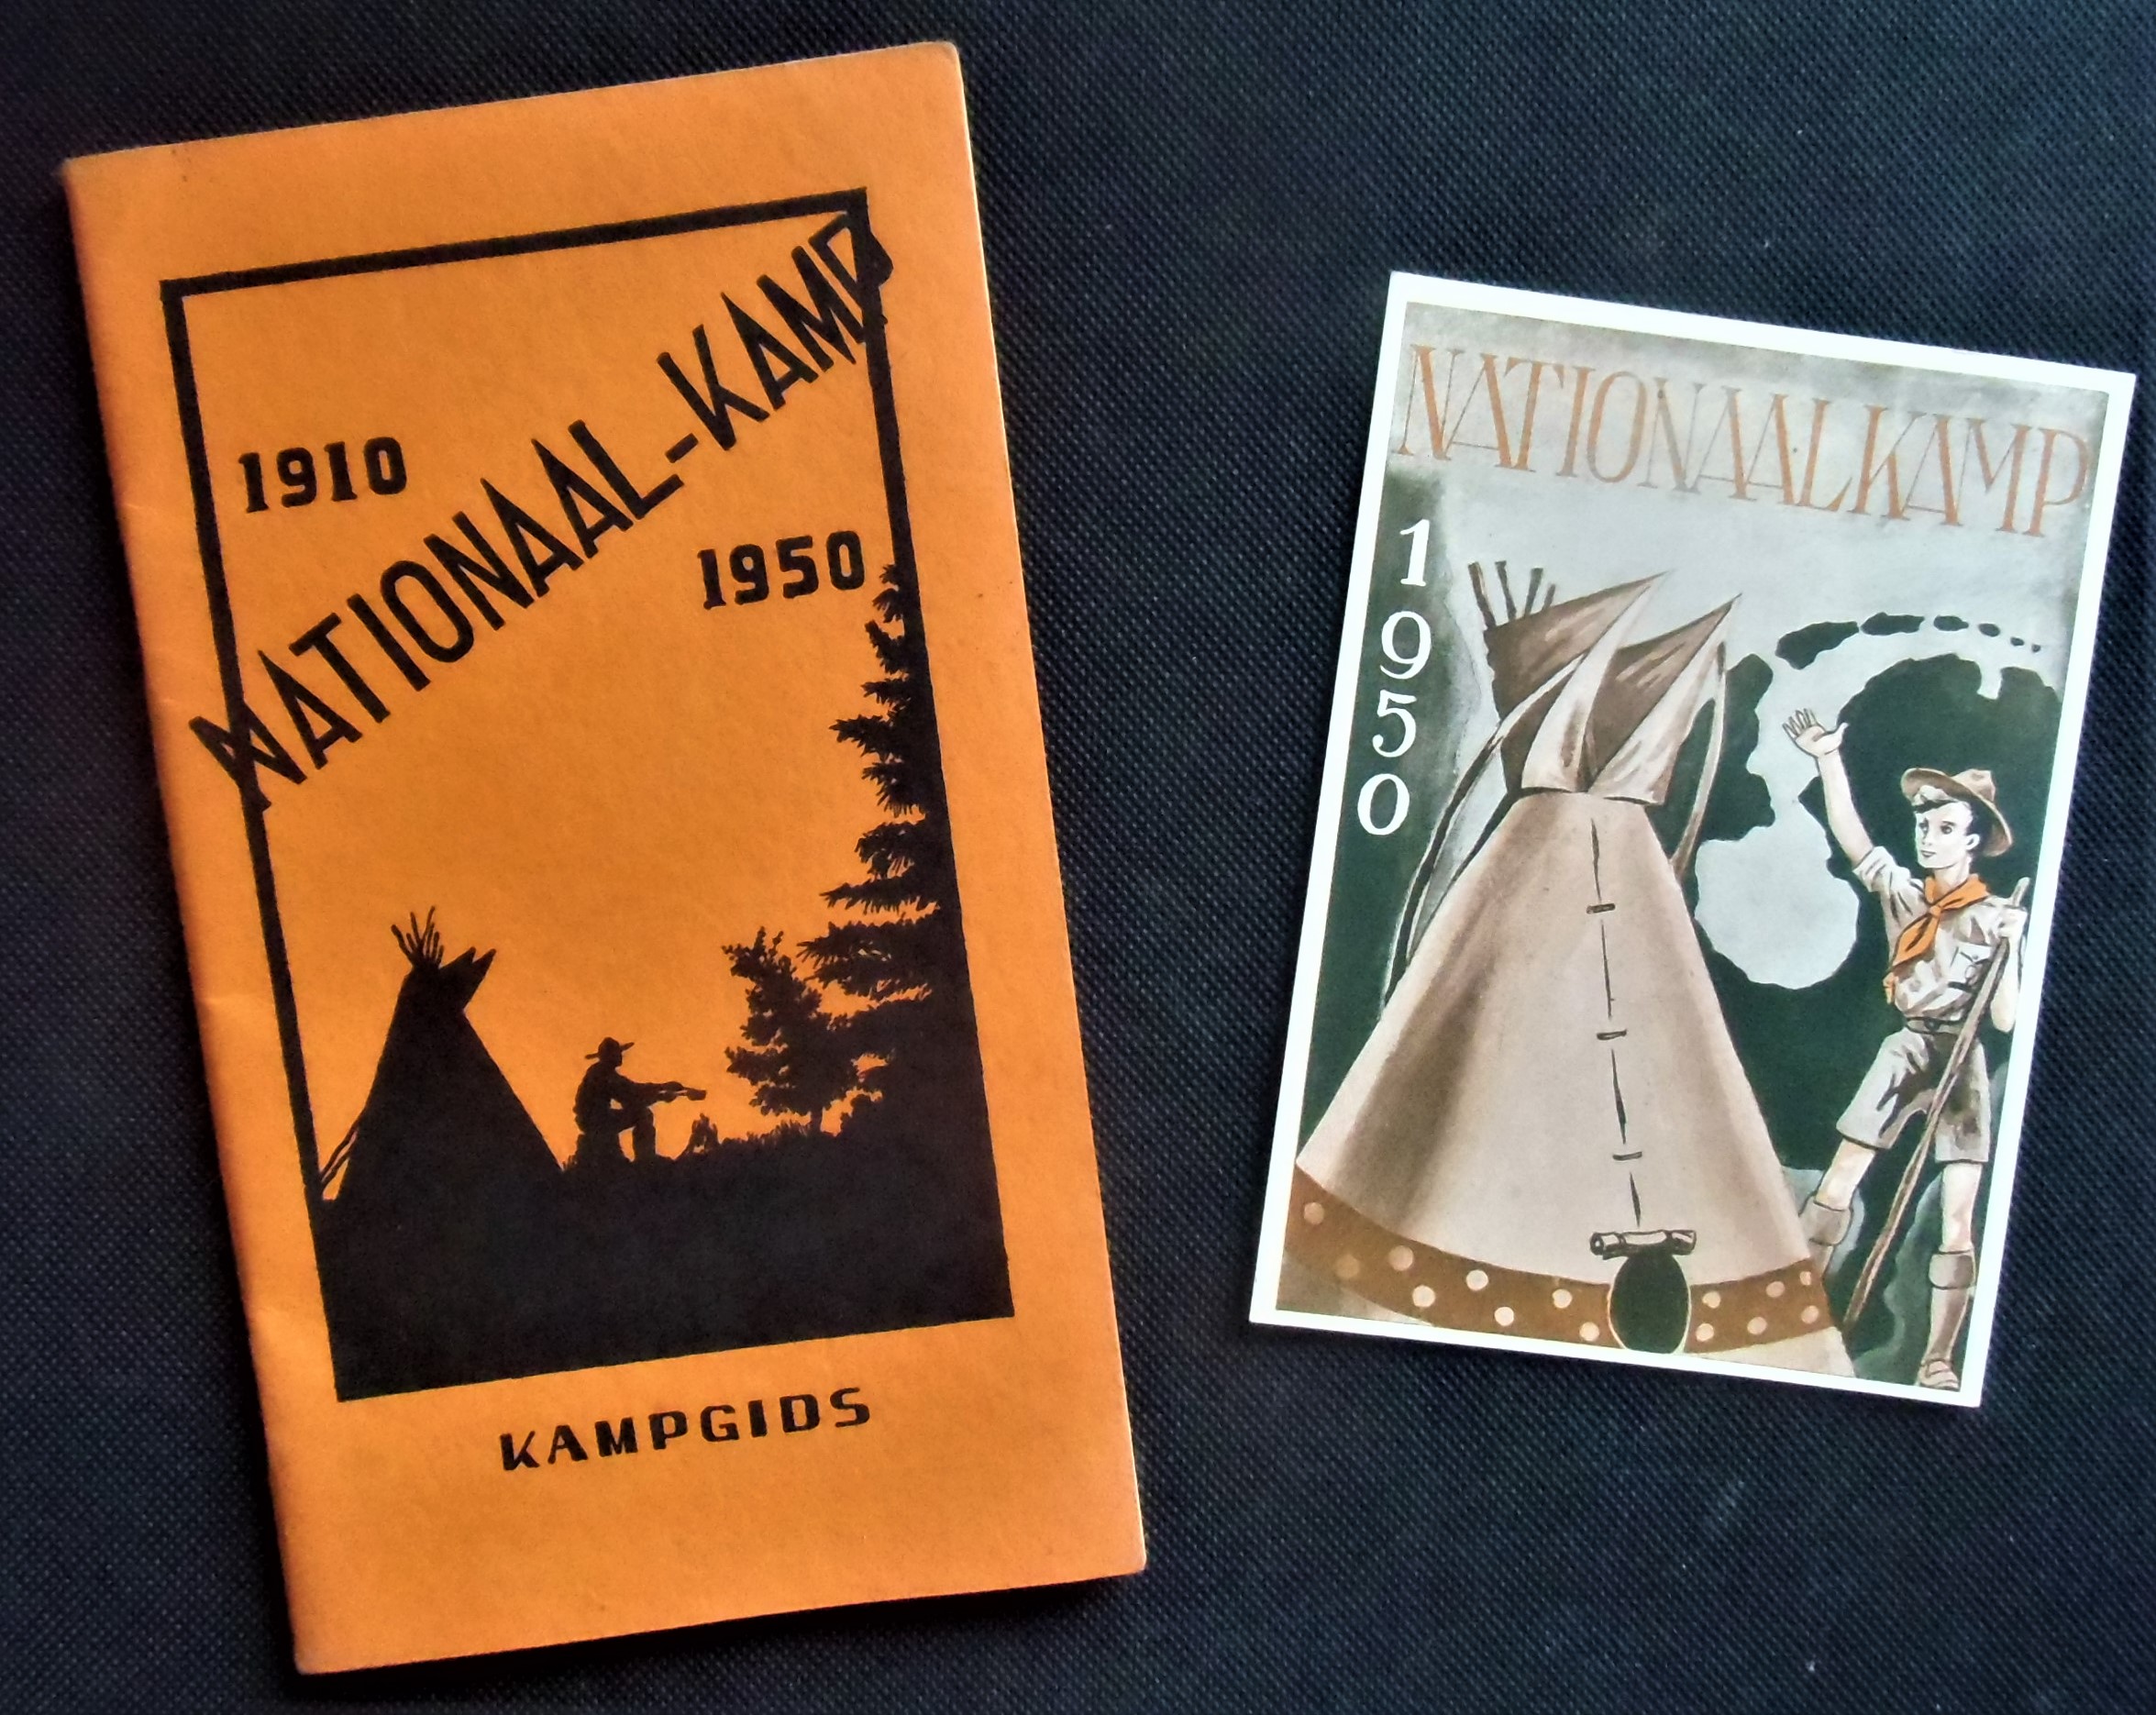 1910
NATIONAAL-KAMP
1950
KAMPGIDS
NATIONAALKAMP
1950